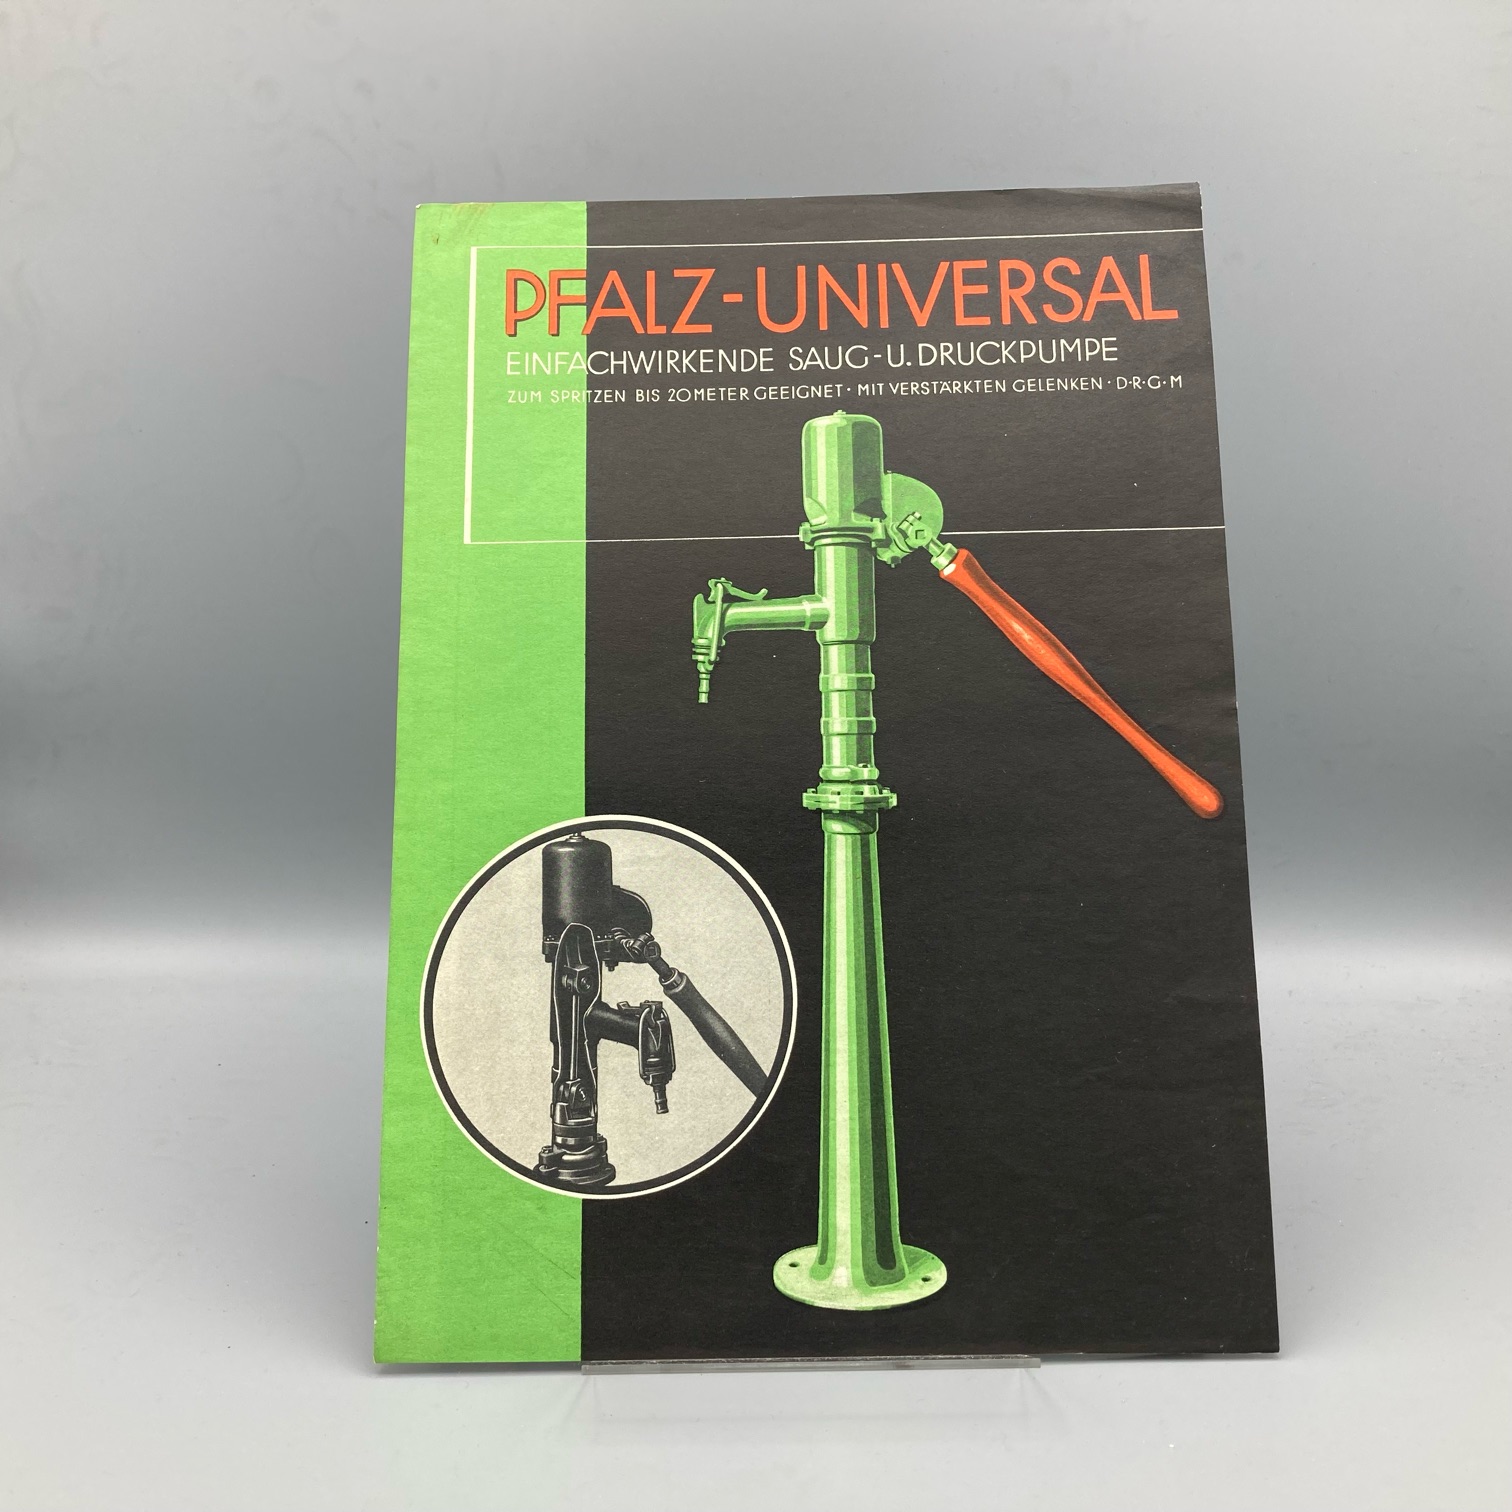 PFALZ-UNIVERSAL
EINFACHWIRKENDE SAUG-U. DRUCKPUMPE
ZUM SPRITZEN BIS 20 METER GEEIGNET · MIT VERSTÄRKTEN GELENKEN · D·R·G·M